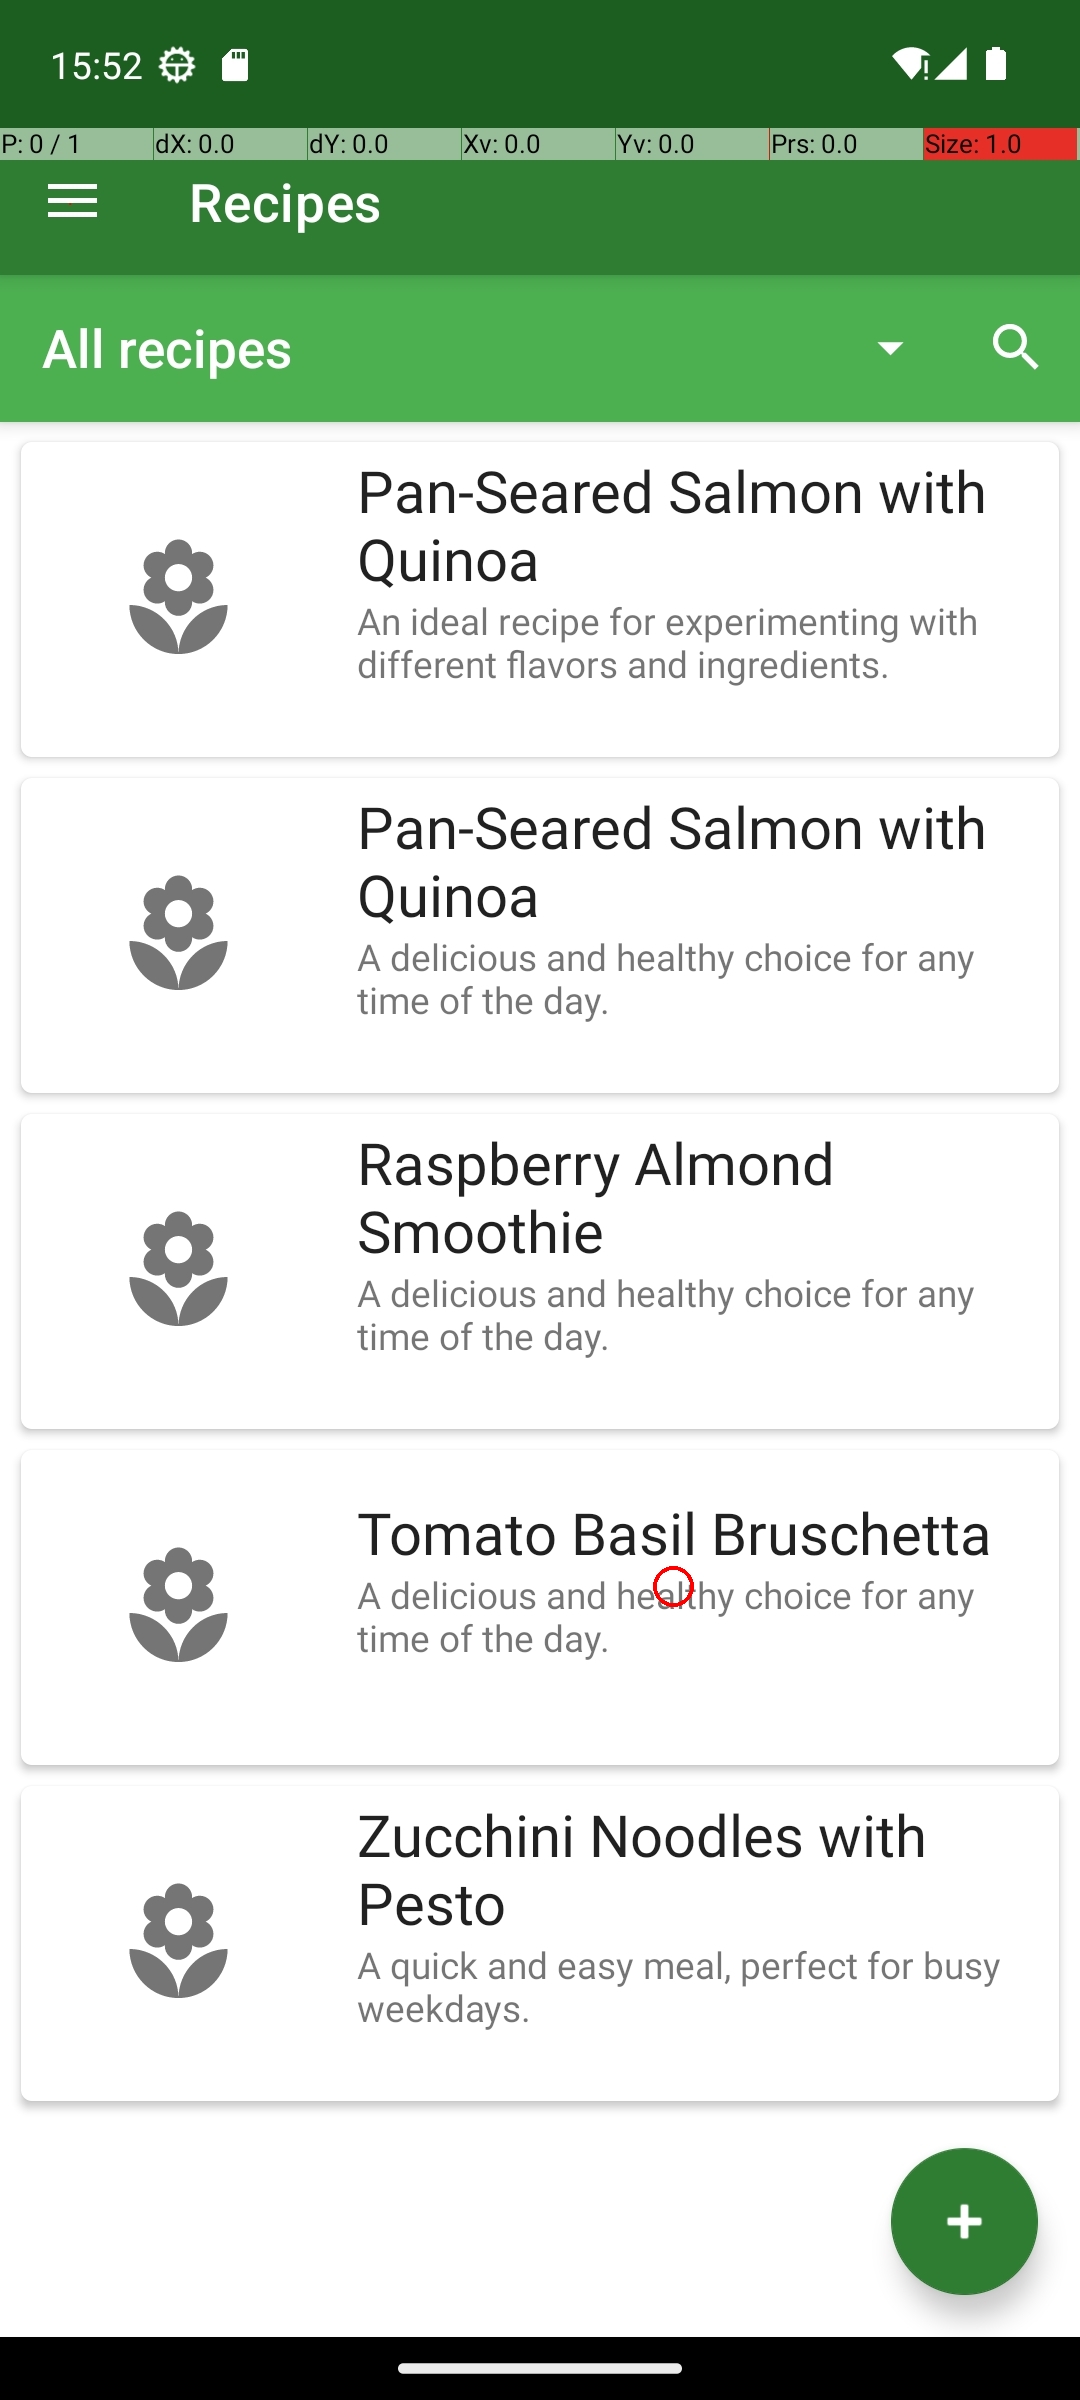 15:52
P: 0 / 1 dX: 0.0 dY: 0.0 Xv: 0.0 Yv: 0.0 Prs: 0.0 Size: 1.0
Recipes
All recipes
Pan-Seared Salmon with
Quinoa
An ideal recipe for experimenting with
different flavors and ingredients.
Pan-Seared Salmon with
Quinoa
A delicious and healthy choice for any
time of the day.
Raspberry Almond
Smoothie
A delicious and healthy choice for any
time of the day.
Tomato Basil Bruschetta
A delicious and healthy choice for any
time of the day.
Zucchini Noodles with
Pesto
A quick and easy meal, perfect for busy
weekdays.